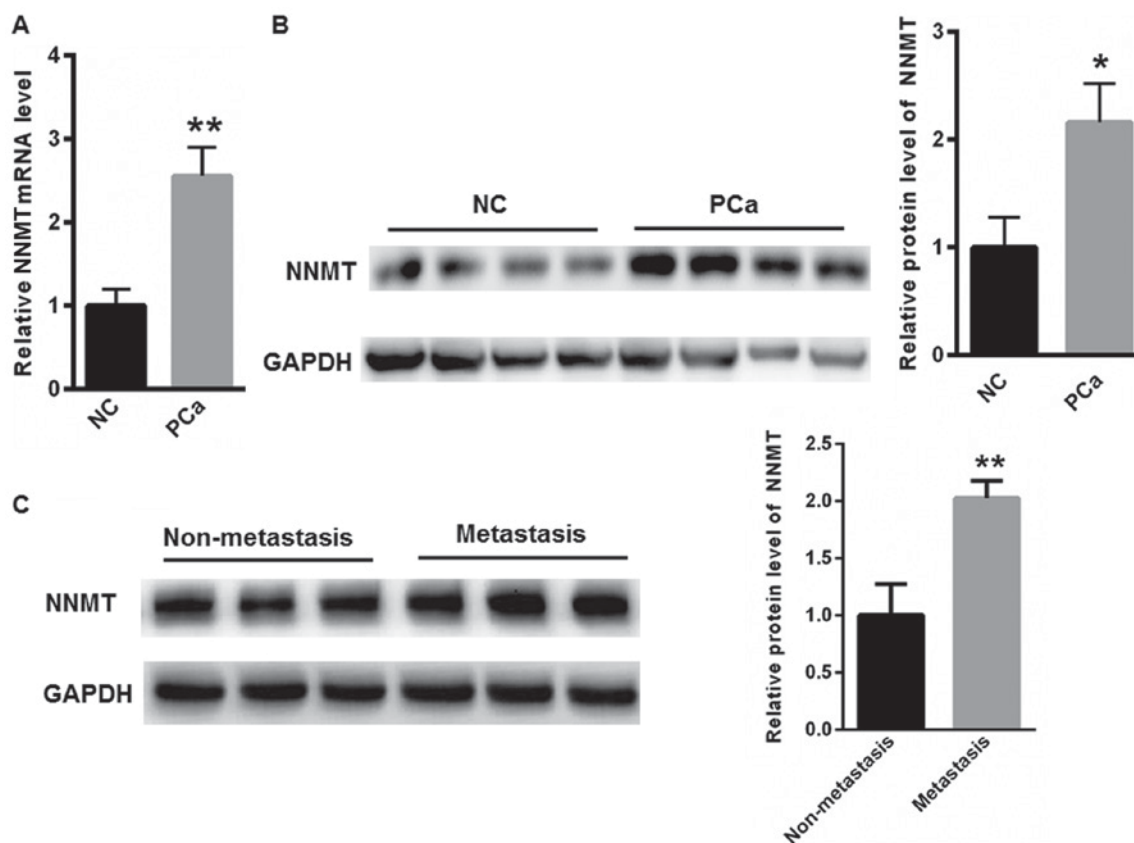 A
Relative NNMT mRNA level
4
3
2
1
0
**
NC
PCa
B
NC
PCa
NNMT
GAPDH
Relative protein level of NNMT
3
2
1
0
*
NC
PCa
C
Non-metastasis
Metastasis
NNMT
GAPDH
Relative protein level of NNMT
2.5
2.0
1.5
1.0
0.5
0.0
**
Non-metastasis
Metastasis